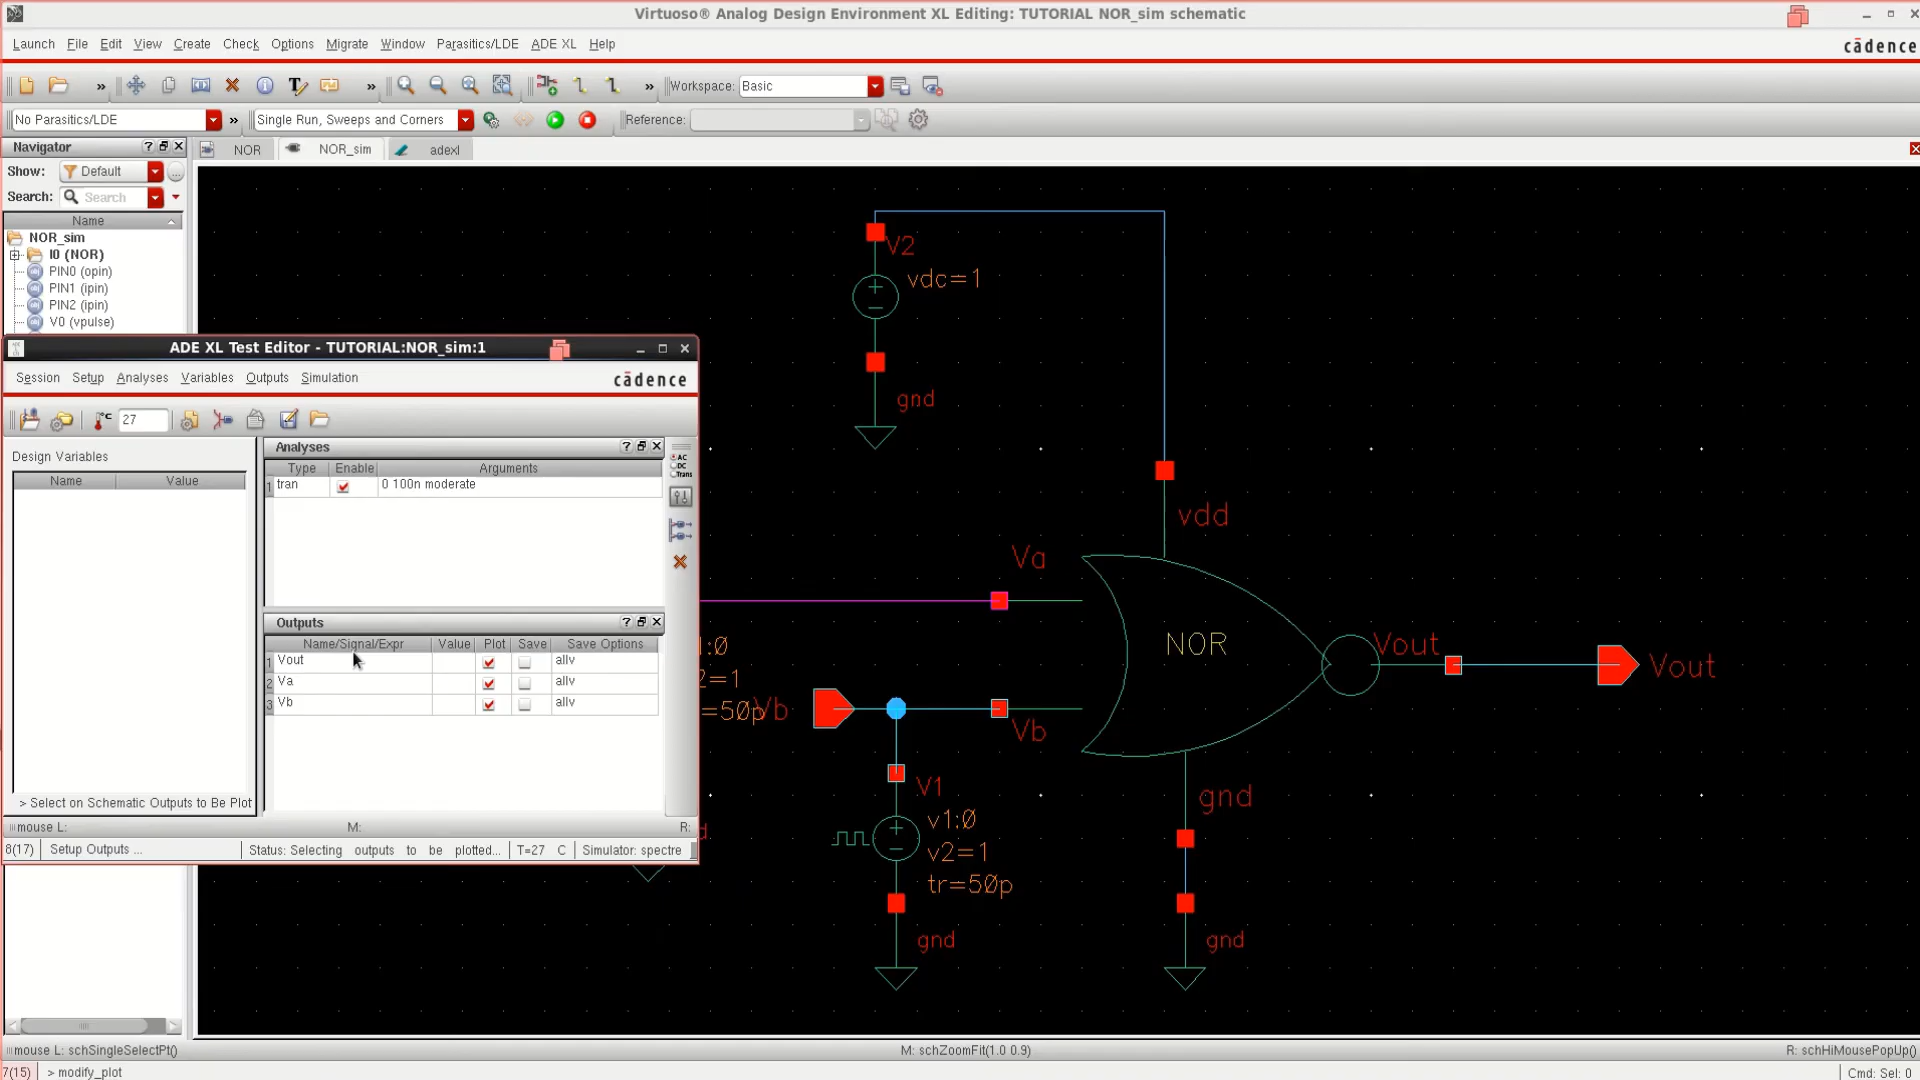 Virtuoso® Analog Design Environment XL Editing: TUTORIAL NOR_sim schematic
Launch File Edit View Create Check Options Migrate Window Parasitics/LDE ADE XL Help
cādence
» » » Workspace: Basic
No Parasitics/LDE » Single Run, Sweeps and Corners Reference:
Navigator ? NOR NOR_sim adexl
Show: Default ...
Search: Search
Name
NOR_sim
I0 (NOR)
PIN0 (opin)
PIN1 (ipin)
PIN2 (ipin)
V0 (vpulse)
ADE XL Test Editor - TUTORIAL:NOR_sim:1
Session Setup Analyses Variables Outputs Simulation
cādence
°C 27
Design Variables
Name Value
> Select on Schematic Outputs to Be Plot
Analyses ?
Type Enable Arguments
1 tran 0 100n moderate
AC
DC
Trans
Outputs ?
Name/Signal/Expr Value Plot Save Save Options
1 Vout allv
2 Va allv
3 Vb allv
mouse L: M: R:
8(17) Setup Outputs ... Status: Selecting outputs to be plotted... T=27 C Simulator: spectre
V2
vdc=1
gnd
vdd
Va
NOR
Vout
Vout
=1
=50p
Vb
Vb
V1
v1:0
v2=1
tr=50p
gnd
gnd
gnd
mouse L: schSingleSelectPt() M: schZoomFit(1.0 0.9) R: schHiMousePopUp()
7(15) > modify_plot Cmd: Sel: 0